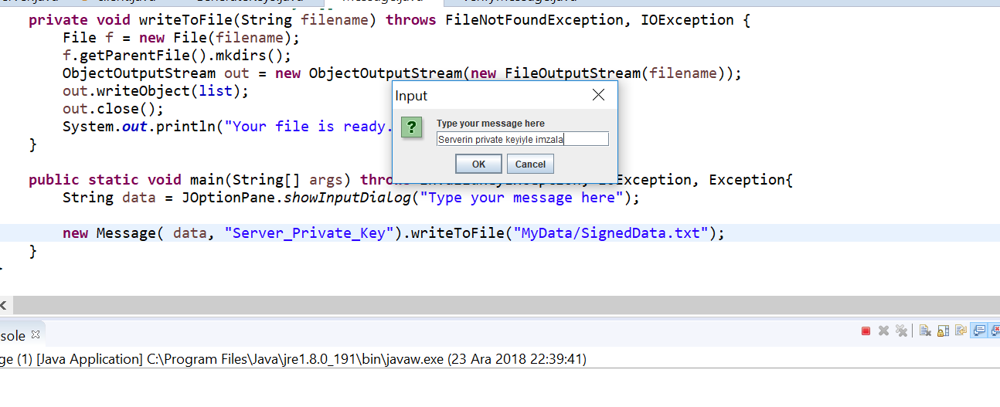 private void writeToFile(String filename) throws FileNotFoundException, IOException {
File f = new File(filename);
f.getParentFile().mkdirs();
ObjectOutputStream out = new ObjectOutputStream(new FileOutputStream(filename));
out.writeObject(list);
out.close();
System.out.println("Your file is ready.
}
Input
Type your message here
?
Serverin private keyiyle imzala
OK Cancel
public static void main(String[] args) Exception, Exception{
String data = JOptionPane.showInputDialog("Type your message here");
new Message( data, "Server_Private_Key").writeToFile("MyData/SignedData.txt");
}
sole
ge (1) [Java Application] C:\Program Files\Java\jre1.8.0_191\bin\javaw.exe (23 Ara 2018 22:39:41)